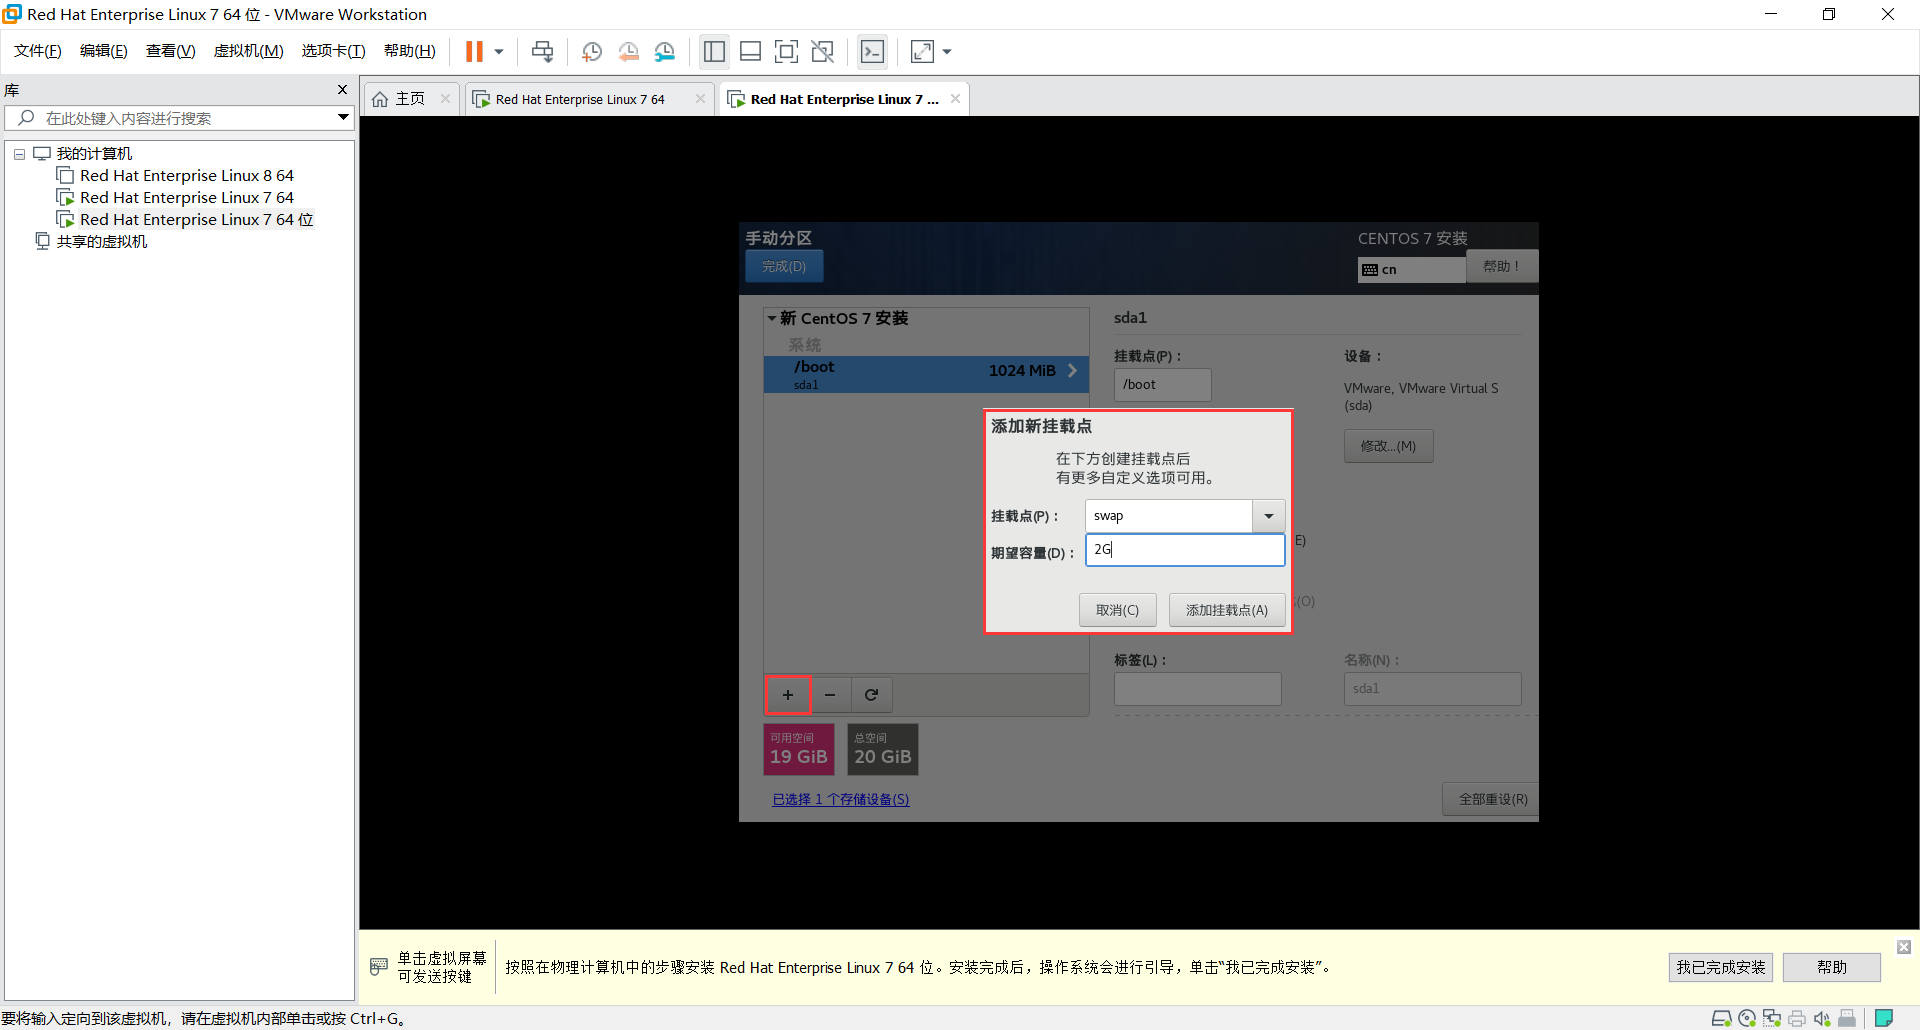 Red Hat Enterprise Linux 7 64 位 - VMware Workstation
文件(F) 编辑(E) 查看(V) 虚拟机(M) 选项卡(T) 帮助(H)
库
在此处键入内容进行搜索
我的计算机
Red Hat Enterprise Linux 8 64
Red Hat Enterprise Linux 7 64
Red Hat Enterprise Linux 7 64 位
共享的虚拟机
主页
Red Hat Enterprise Linux 7 64
Red Hat Enterprise Linux 7 ...
手动分区
完成(D)
CENTOS 7 安装
cn
帮助！
新 CentOS 7 安装
系统
/boot
1024 MiB
sda1
sda1
挂载点(P)：
/boot
设备：
VMware, VMware Virtual S
(sda)
修改...(M)
添加新挂载点
在下方创建挂载点后
有更多自定义选项可用。
挂载点(P)：
swap
期望容量(D)：
2G
取消(C)
添加挂载点(A)
E)
(O)
标签(L)：
名称(N)：
sda1
+ −
可用空间
19 GiB
总空间
20 GiB
已选择 1 个存储设备(S)
全部重设(R)
单击虚拟屏幕
可发送按键
按照在物理计算机中的步骤安装 Red Hat Enterprise Linux 7 64 位。安装完成后，操作系统会进行引导，单击“我已完成安装”。
我已完成安装
帮助
要将输入定向到该虚拟机，请在虚拟机内部单击或按 Ctrl+G。